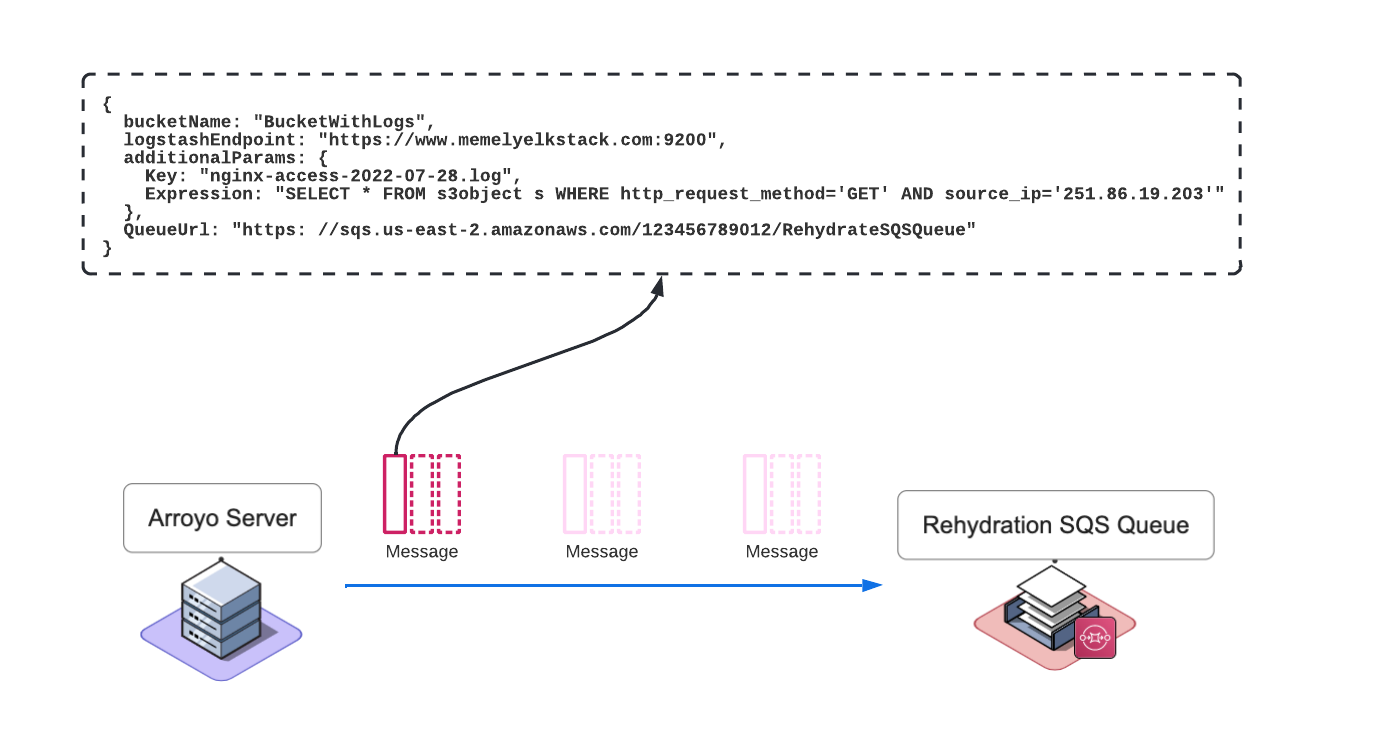 {
  bucketName: "BucketWithLogs",
  logstashEndpoint: "https://www.memelyelkstack.com:9200",
  additionalParams: {
    Key: "nginx-access-2022-07-28.log",
    Expression: "SELECT * FROM s3object s WHERE http_request_method='GET' AND source_ip='251.86.19.203'"
  },
  QueueUrl: "https: //sqs.us-east-2.amazonaws.com/123456789012/RehydrateSQSQueue"
}
Arroyo Server
Message
Message
Message
Rehydration SQS Queue